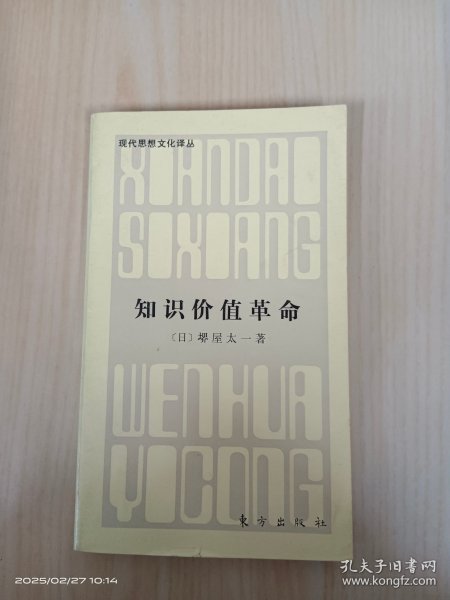 现代思想文化译丛
XIANDAI
SIXIANG
知识价值革命
〔日〕堺屋太一著
WENHUA
YICONG
东方出版社
2025/02/27 10:14
孔夫子旧书网
www.kongfz.com